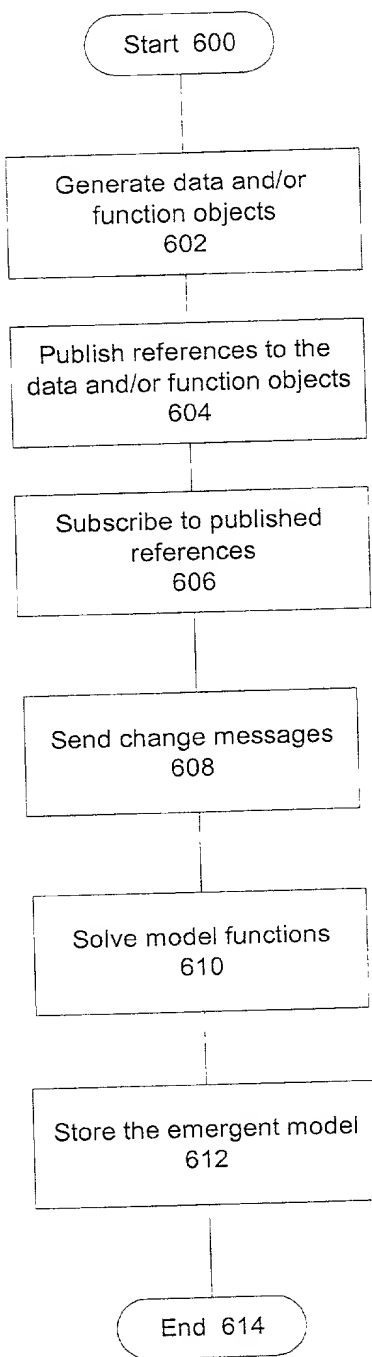 Start 600
Generate data and/or
function objects
602
Publish references to the
data and/or function objects
604
Subscribe to published
references
606
Send change messages
608
Solve model functions
610
Store the emergent model
612
End 614